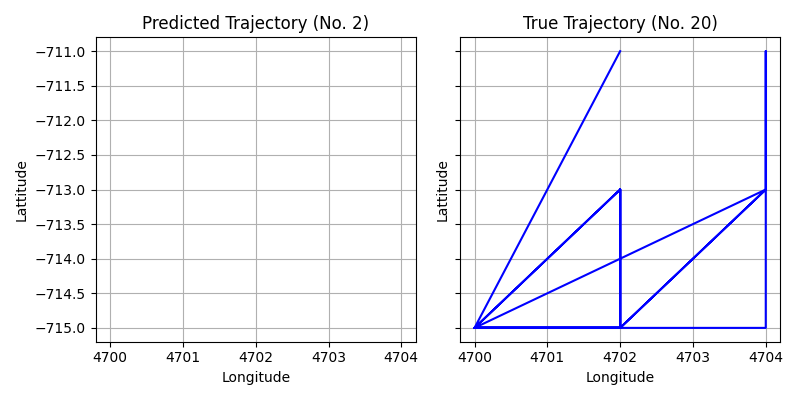 Predicted Trajectory (No. 2)
Lattitude
−711.0
−711.5
−712.0
−712.5
−713.0
−713.5
−714.0
−714.5
−715.0
4700 4701 4702 4703 4704
Longitude
True Trajectory (No. 20)
Lattitude
4700 4701 4702 4703 4704
Longitude